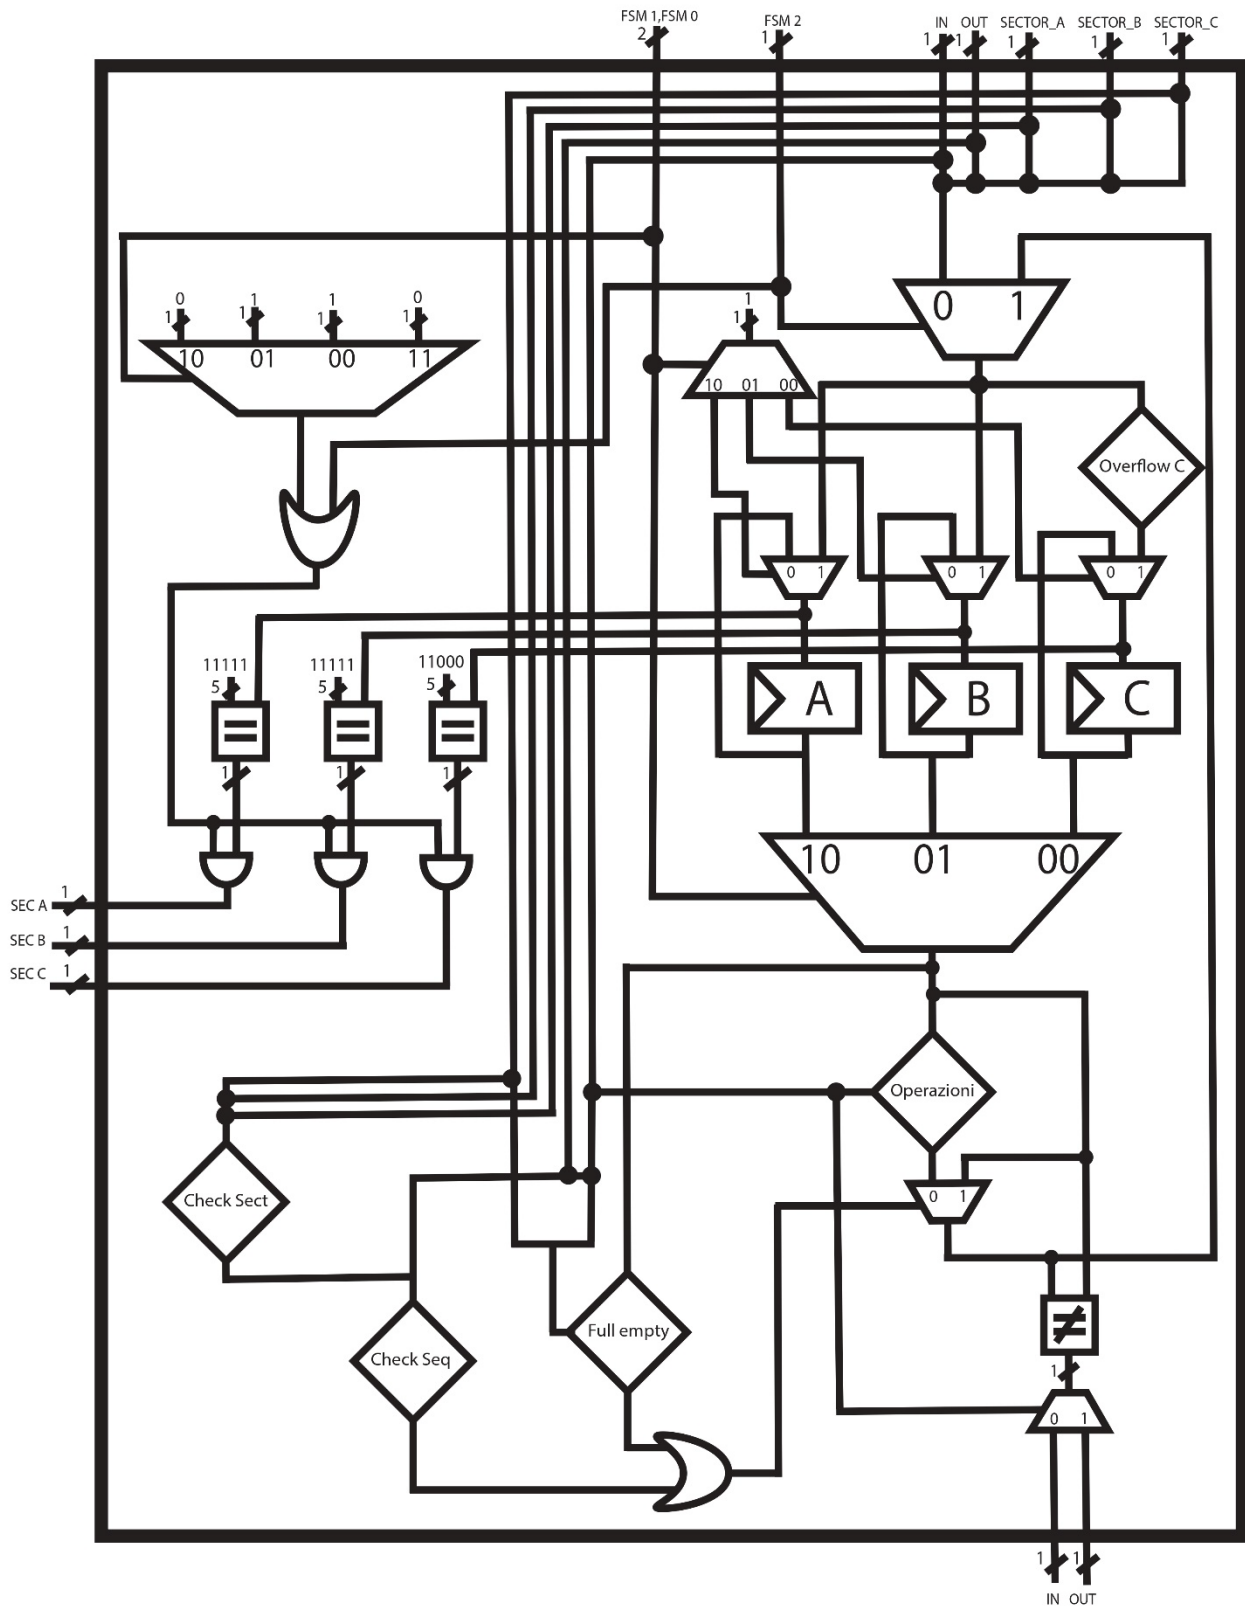 FSM 1,FSM 0
2
FSM 2
1
IN
1
OUT
1
SECTOR_A
1
SECTOR_B
1
SECTOR_C
1
0
1
1
1
1
1
0
1
10 01 00 11
1
1
10 01 00
0 1
Overflow C
0 1
0 1
0 1
11111
5
11111
5
11000
5
A
B
C
1
1
1
10 01 00
SEC A
1
SEC B
1
SEC C
1
Operazioni
Check Sect
0 1
Full empty
Check Seq
1
0 1
1
1
IN OUT